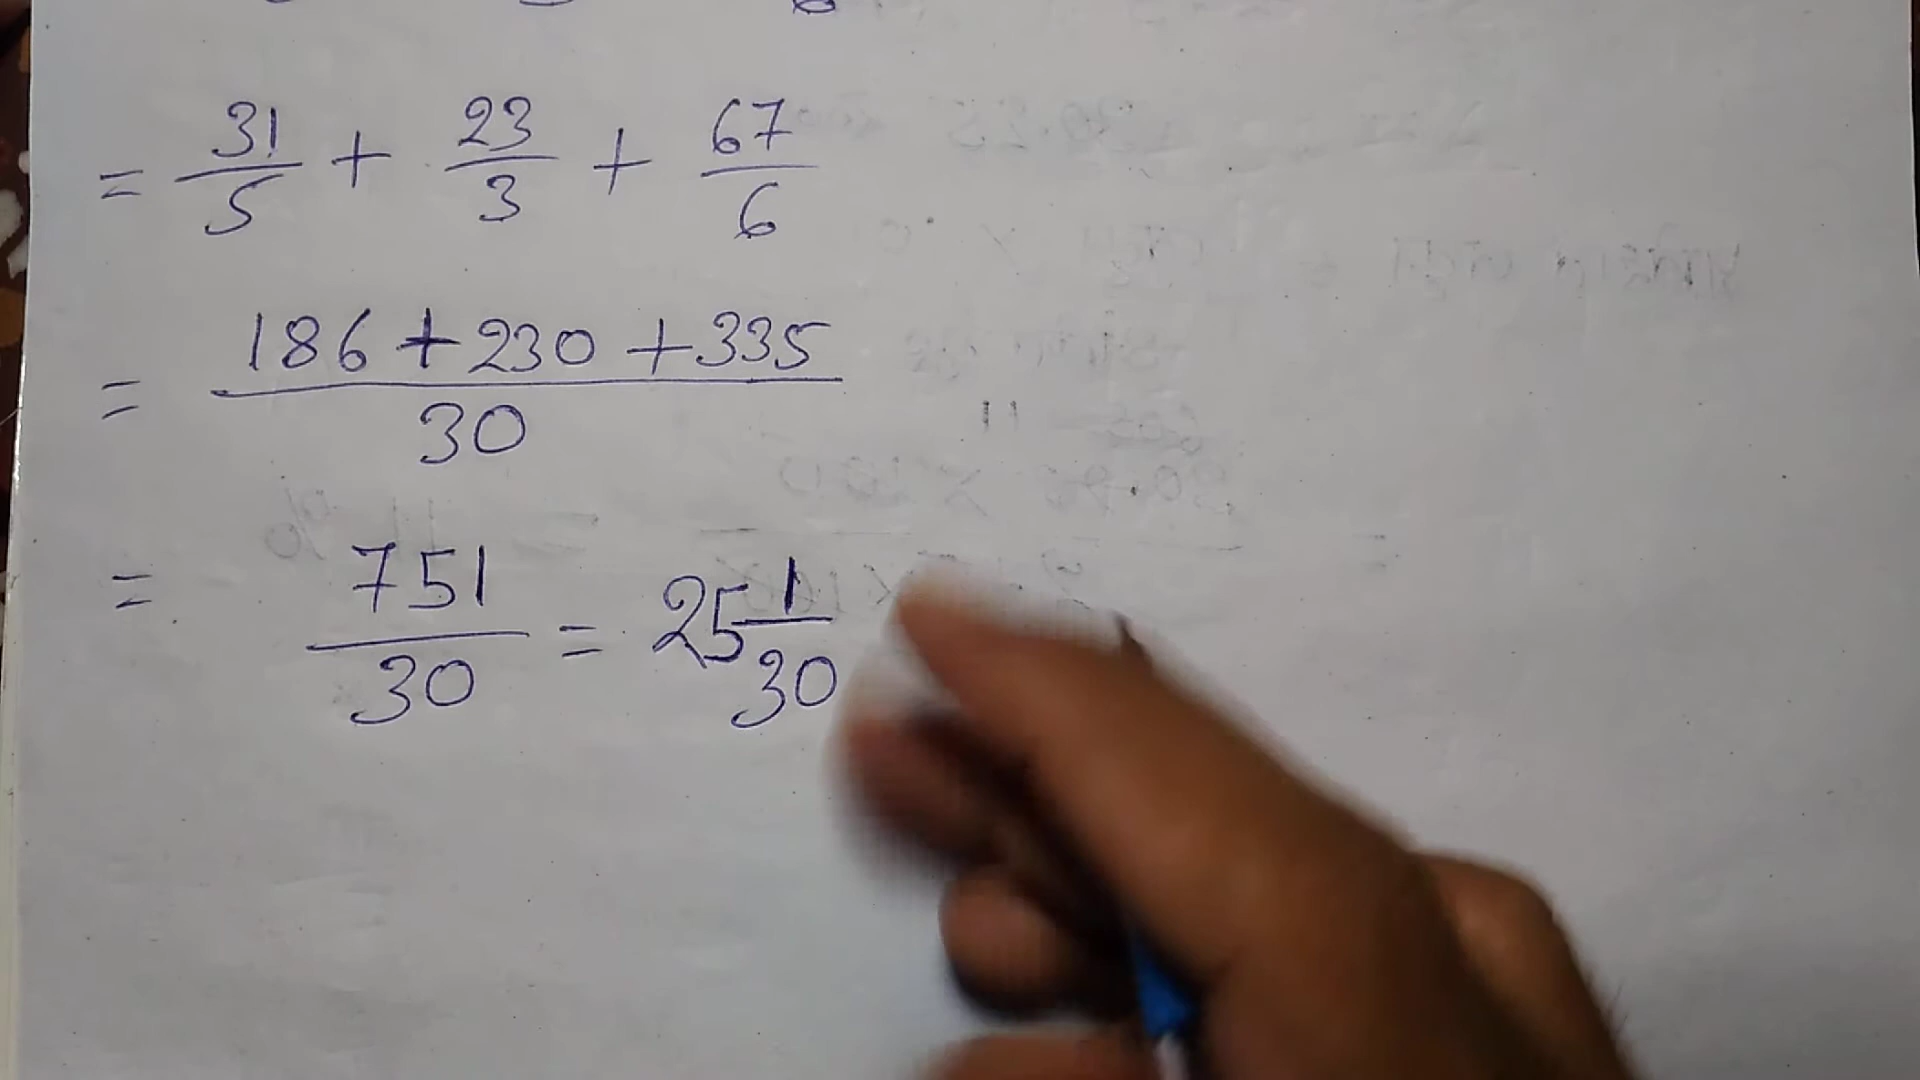 = 31/5 + 23/3 + 67/6
= 186 + 230 + 335 / 30
= 751/30 = 25 1/30